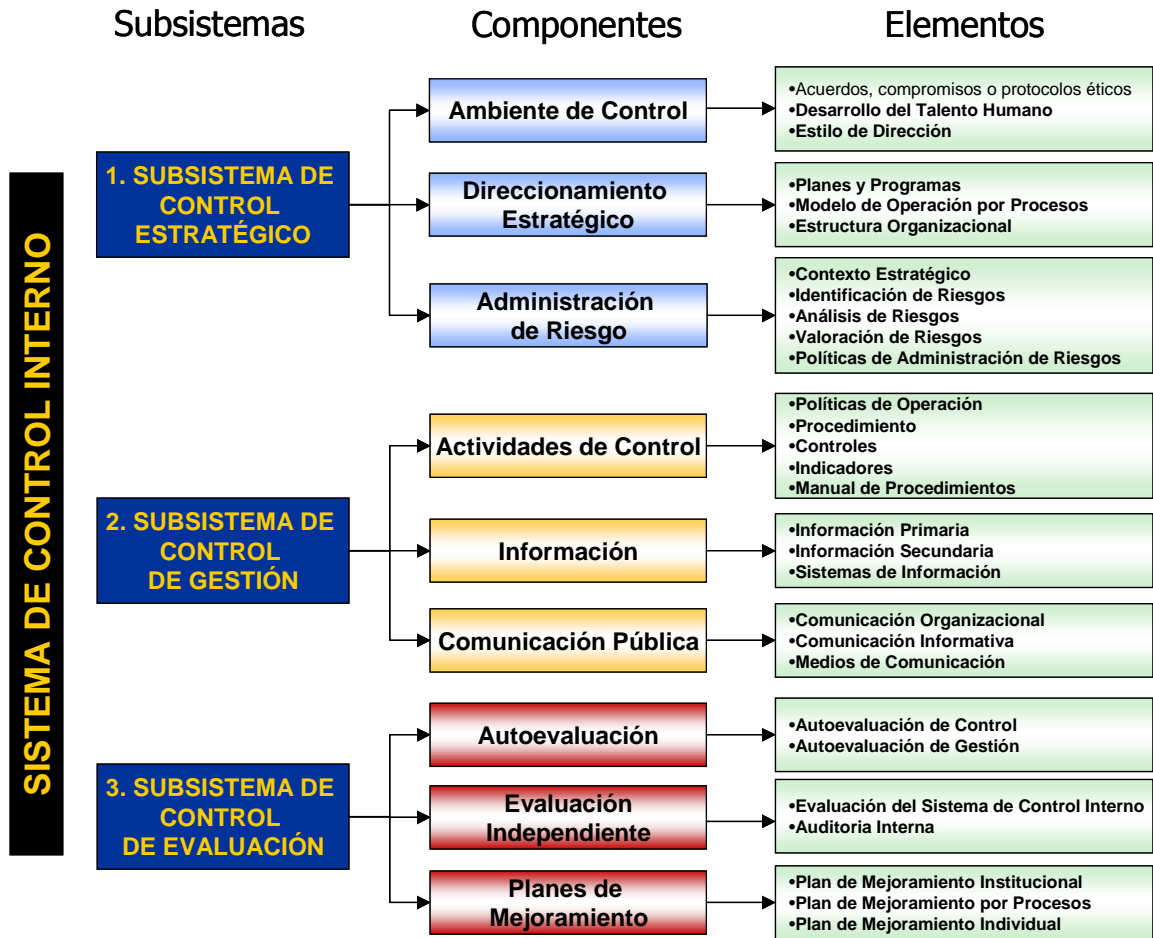 Subsistemas
Componentes
Elementos
SISTEMA DE CONTROL INTERNO
1. SUBSISTEMA DE
CONTROL
ESTRATÉGICO
Ambiente de Control
•Acuerdos, compromisos o protocolos éticos
•Desarrollo del Talento Humano
•Estilo de Dirección
Direccionamiento
Estratégico
•Planes y Programas
•Modelo de Operación por Procesos
•Estructura Organizacional
Administración
de Riesgo
•Contexto Estratégico
•Identificación de Riesgos
•Análisis de Riesgos
•Valoración de Riesgos
•Políticas de Administración de Riesgos
2. SUBSISTEMA DE
CONTROL
DE GESTIÓN
Actividades de Control
•Políticas de Operación
•Procedimiento
•Controles
•Indicadores
•Manual de Procedimientos
Información
•Información Primaria
•Información Secundaria
•Sistemas de Información
Comunicación Pública
•Comunicación Organizacional
•Comunicación Informativa
•Medios de Comunicación
3. SUBSISTEMA DE
CONTROL
DE EVALUACIÓN
Autoevaluación
•Autoevaluación de Control
•Autoevaluación de Gestión
Evaluación
Independiente
•Evaluación del Sistema de Control Interno
•Auditoria Interna
Planes de
Mejoramiento
•Plan de Mejoramiento Institucional
•Plan de Mejoramiento por Procesos
•Plan de Mejoramiento Individual